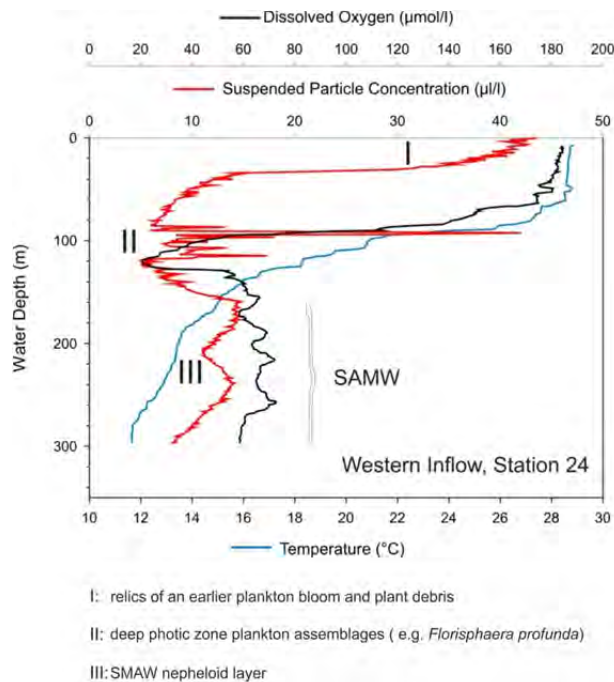 Dissolved Oxygen (µmol/l)
0 20 40 60 80 100 120 140 160 180 200
Suspended Particle Concentration (µl/l)
0 10 20 30 40 50
0
100
200
300
Water Depth (m)
I
II
III
SAMW
Western Inflow, Station 24
10 12 14 16 18 20 22 24 26 28 30
Temperature (°C)
I: relics of an earlier plankton bloom and plant debris
II: deep photic zone plankton assemblages ( e.g. Florisphaera profunda)
III: SMAW nepheloid layer